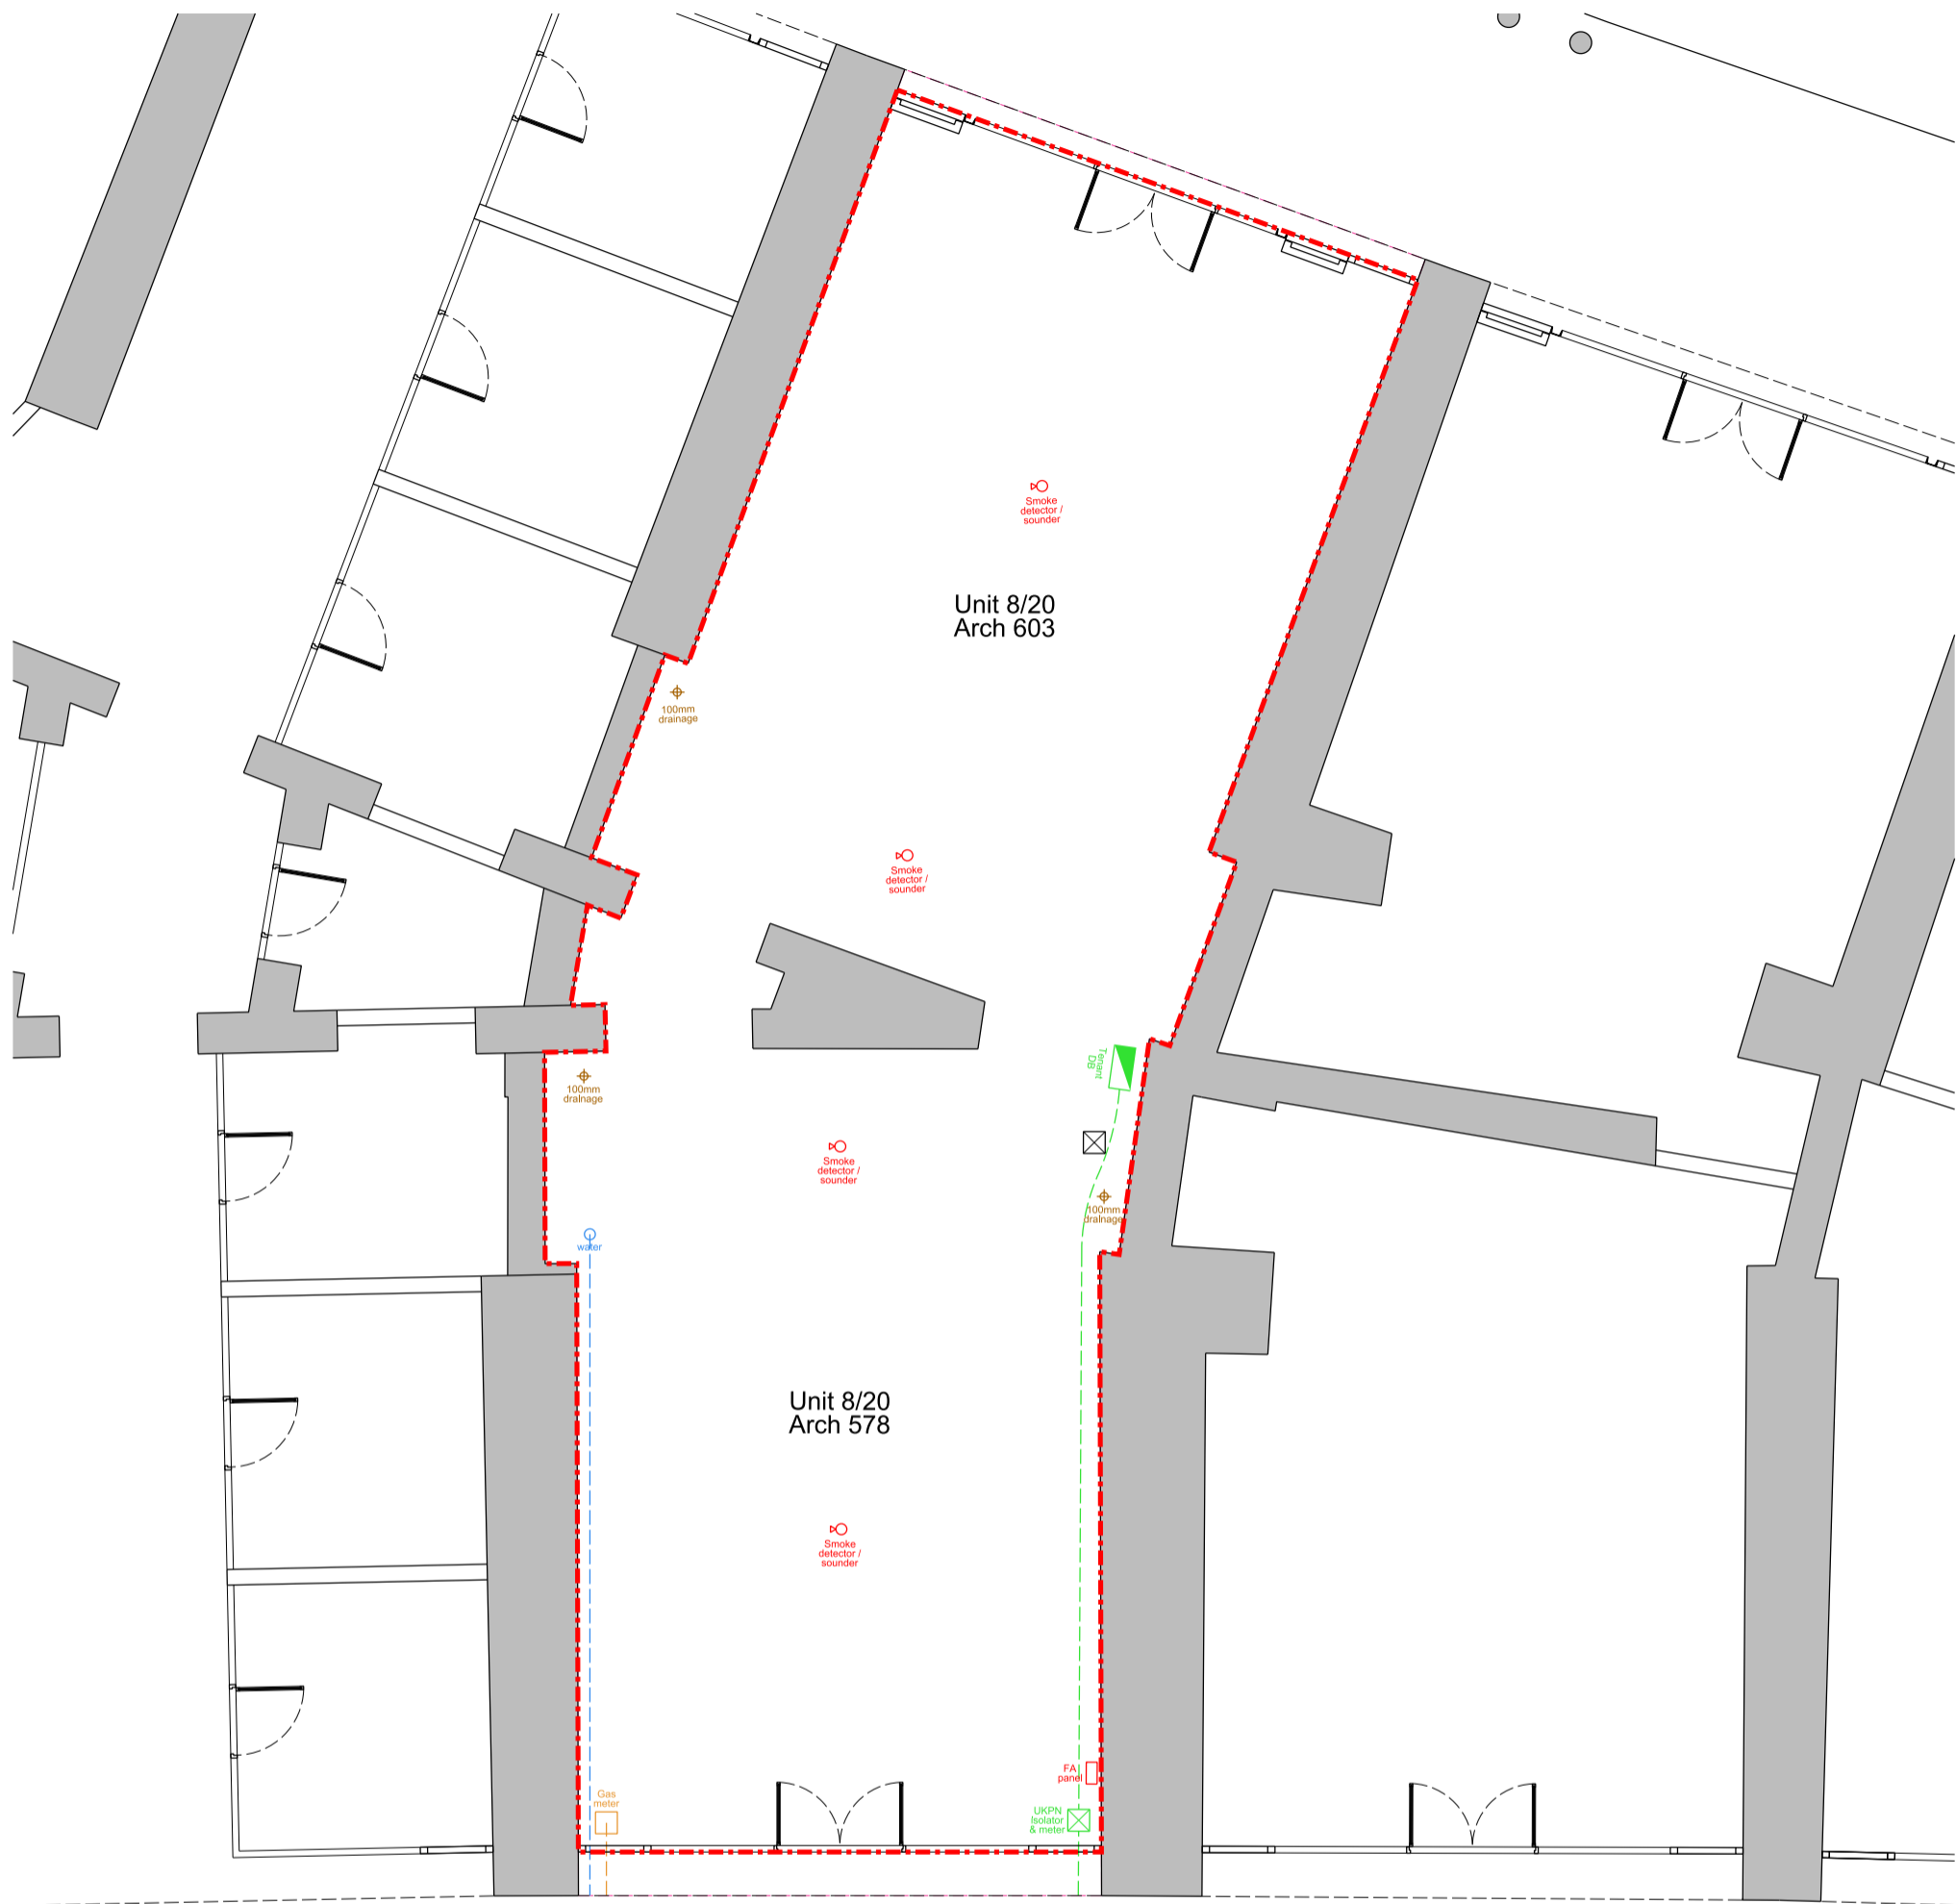 Smoke
detector /
sounder
Unit 8/20
Arch 603
100mm
drainage
Smoke
detector /
sounder
Tenant
DB
100mm
drainage
Smoke
detector /
sounder
100mm
drainage
water
Unit 8/20
Arch 578
Smoke
detector /
sounder
FA
panel
Gas
meter
UKPN
Isolator
& meter